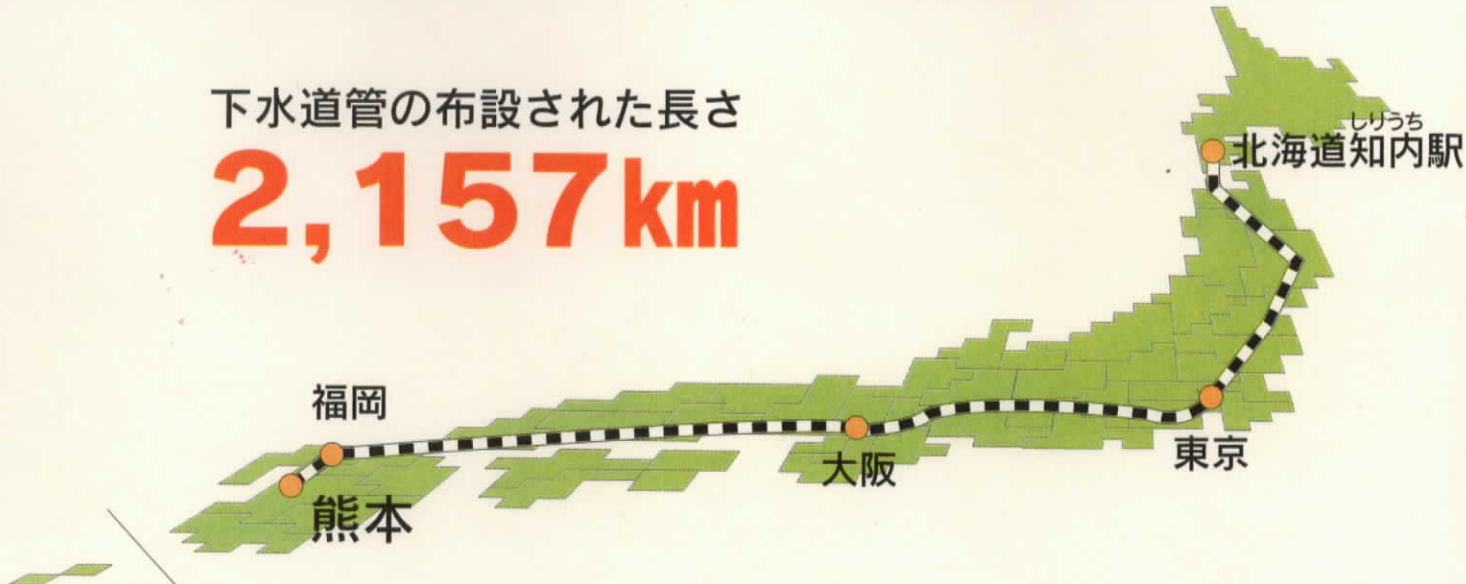 下水道管の布設された長さ
2,157km
しりうち
北海道知内駅
福岡
熊本
大阪
東京